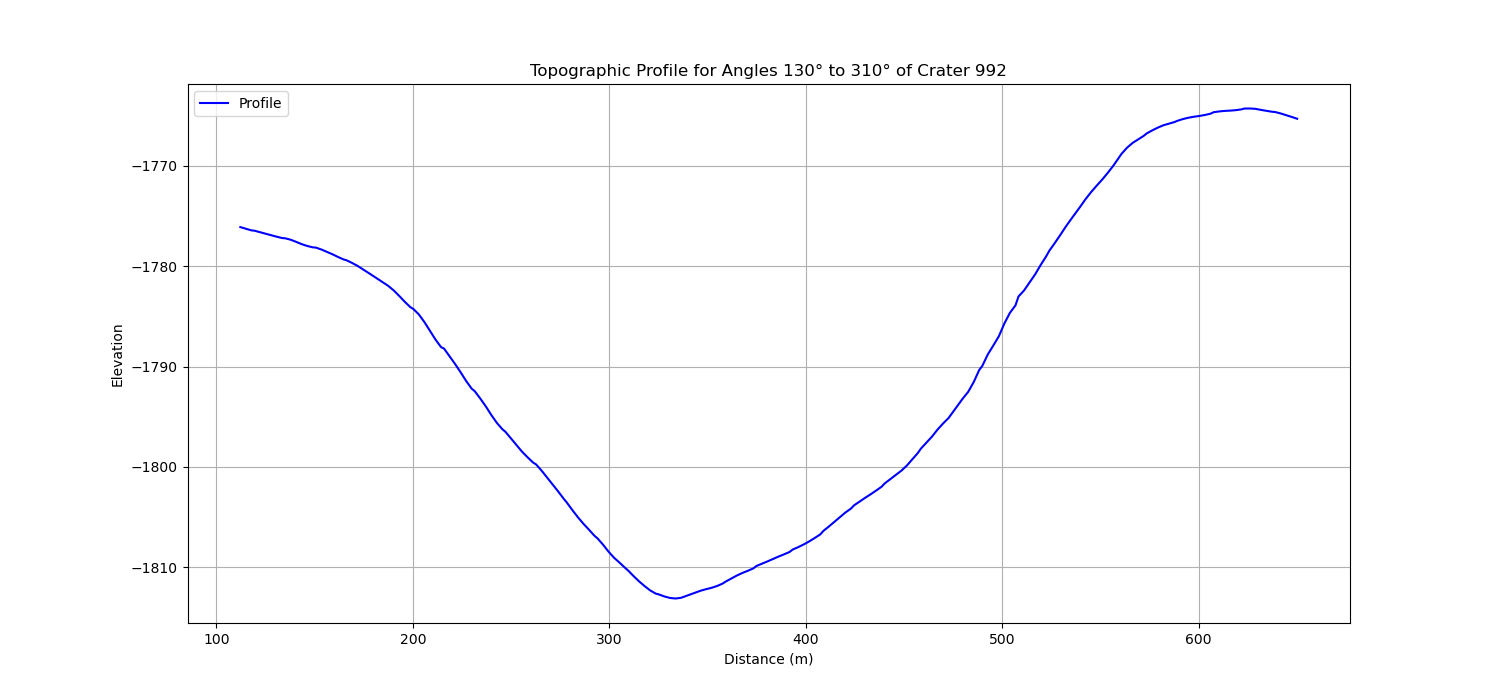 Topographic Profile for Angles 130° to 310° of Crater 992
Profile
−1770
−1780
−1790
−1800
−1810
Elevation
100
200
300
400
500
600
Distance (m)